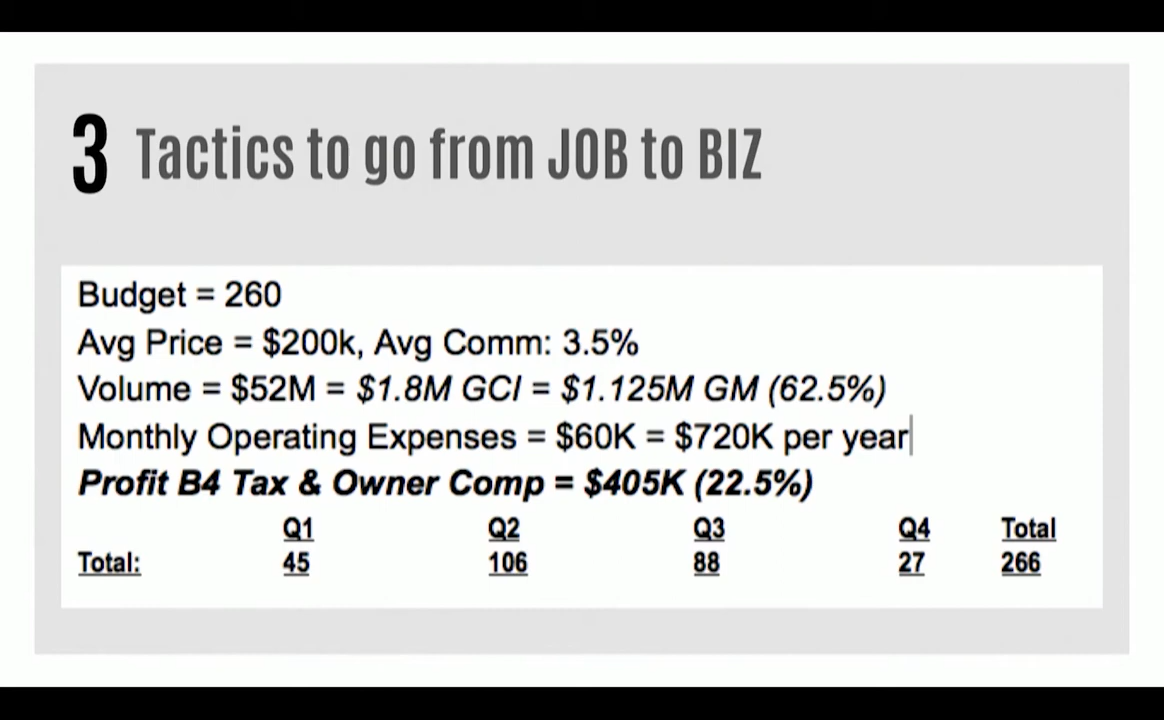 3 Tactics to go from JOB to BIZ
Budget = 260
Avg Price = $200k, Avg Comm: 3.5%
Volume = $52M = $1.8M GCI = $1.125M GM (62.5%)
Monthly Operating Expenses = $60K = $720K per year
Profit B4 Tax & Owner Comp = $405K (22.5%)
Q1 Q2 Q3 Q4 Total
Total: 45 106 88 27 266